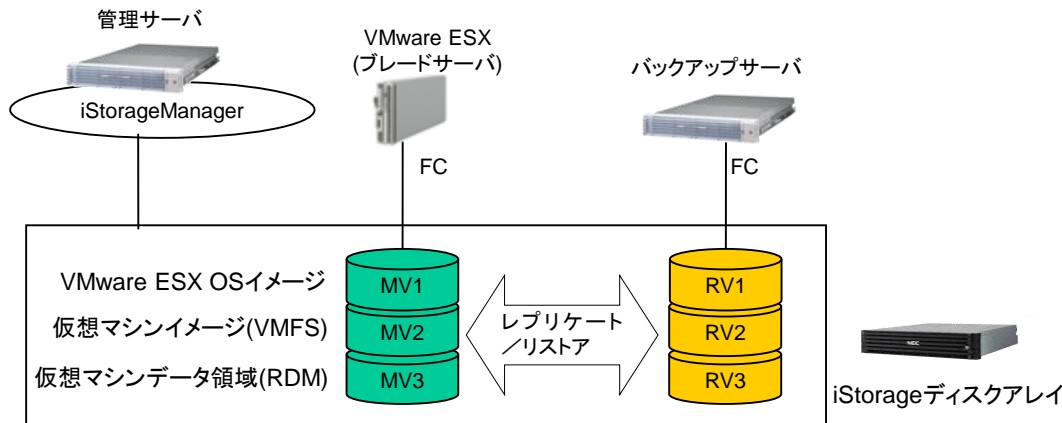 管理サーバ
iStorageManager
VMware ESX
(ブレードサーバ)
バックアップサーバ
FC
FC
VMware ESX OSイメージ
MV1
RV1
仮想マシンイメージ(VMFS)
MV2
レプリケート
／リストア
RV2
仮想マシンデータ領域(RDM)
MV3
RV3
NEC
iStorageディスクアレイ